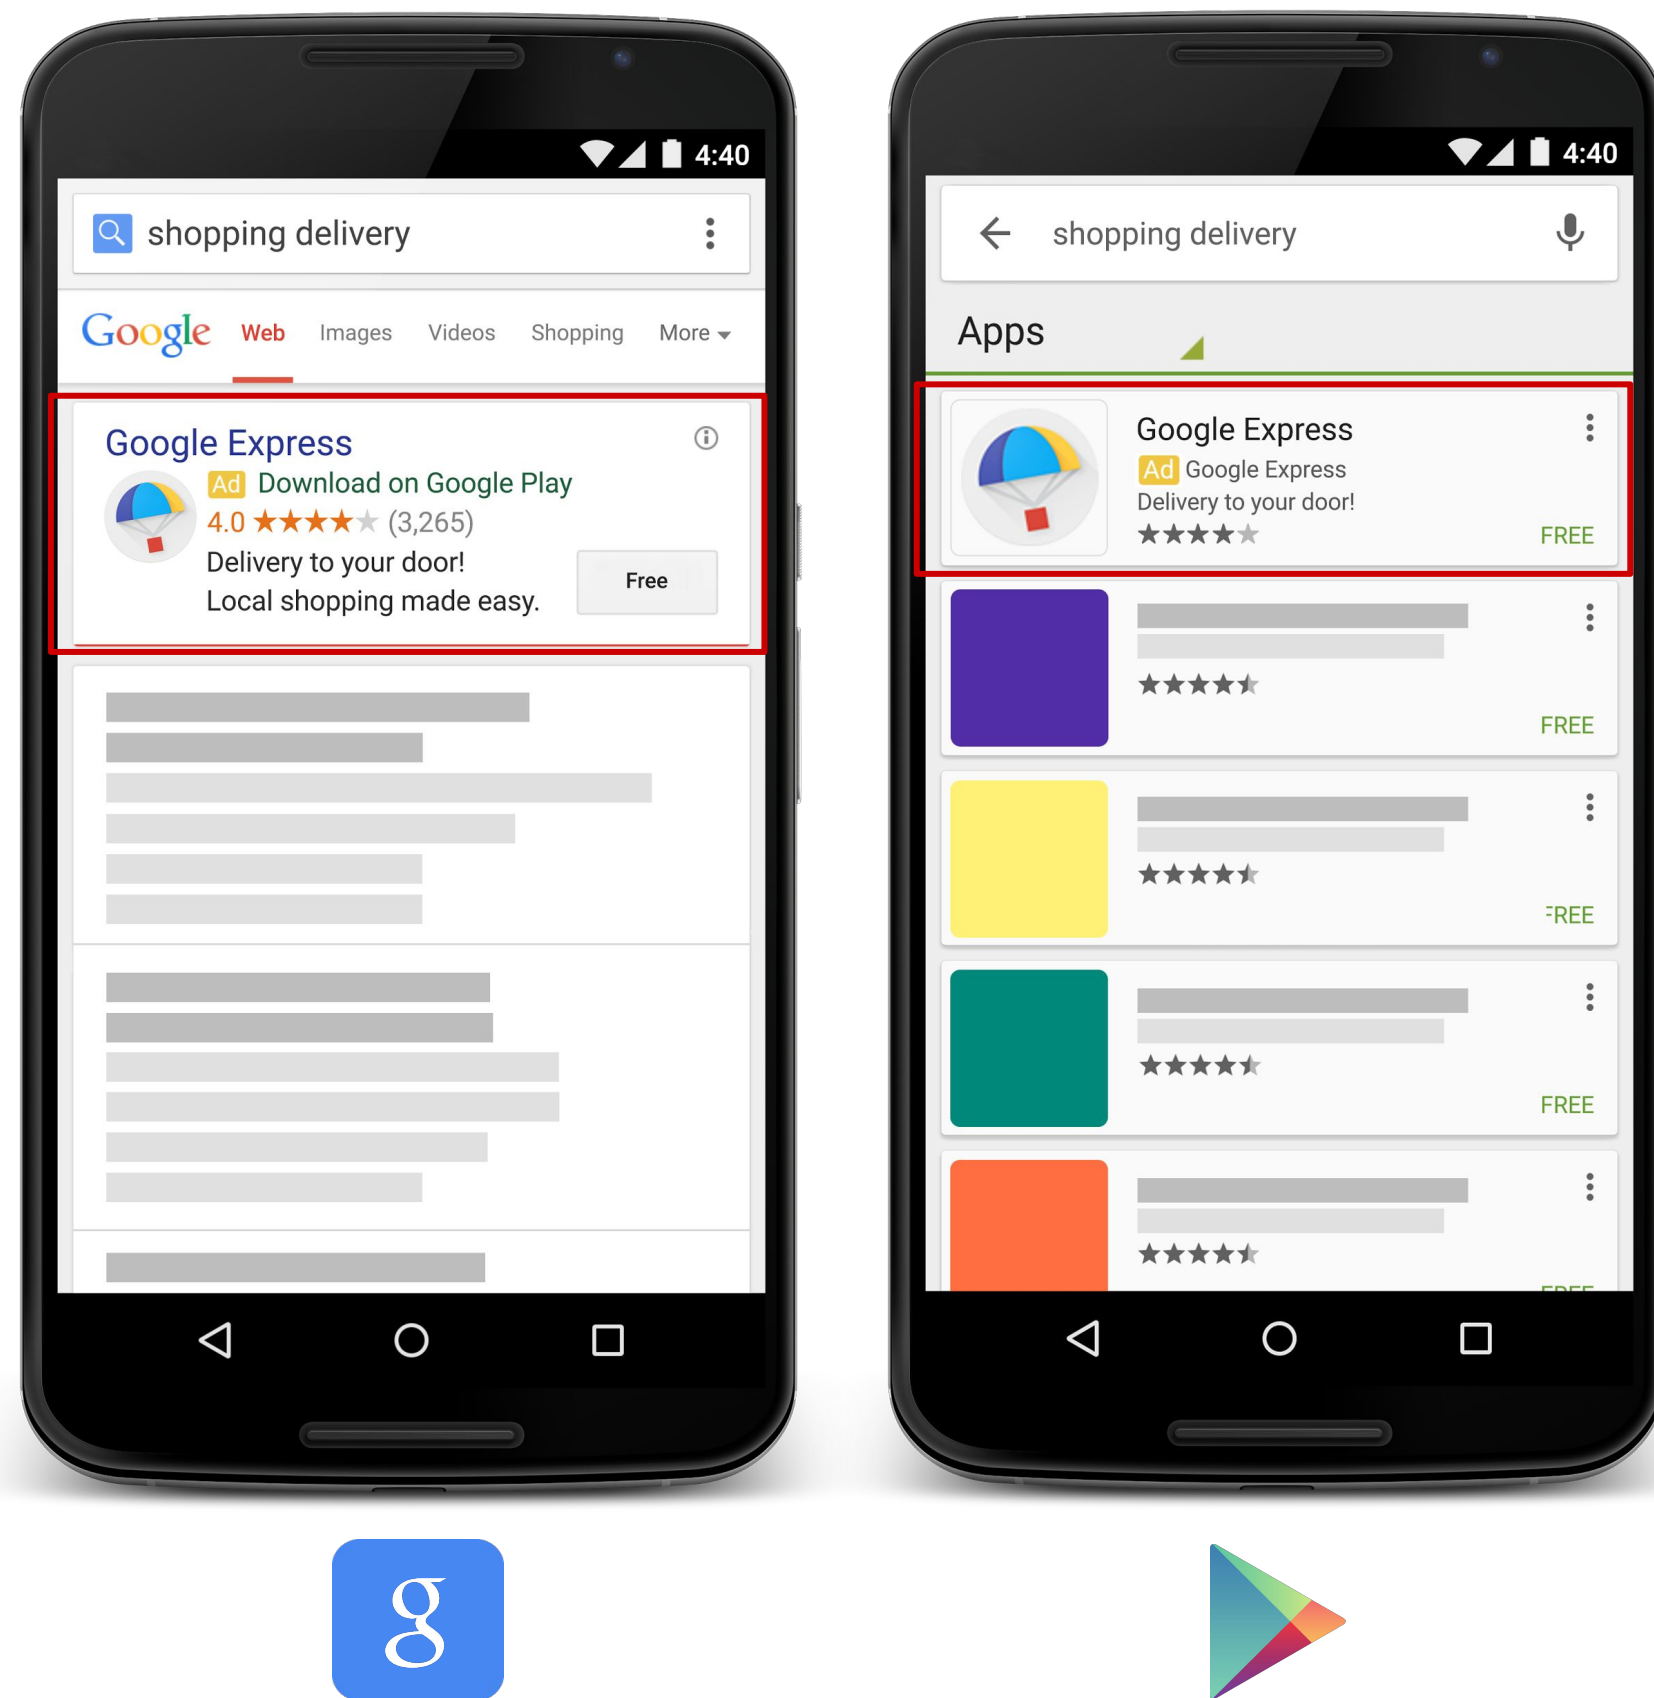 4:40
shopping delivery
Google Web Images Videos Shopping More
Google Express
Ad Download on Google Play
4.0 (3,265)
Delivery to your door!
Local shopping made easy.
Free
g
4:40
shopping delivery
Apps
Google Express
Ad Google Express
Delivery to your door!
FREE
FREE
FREE
FREE
FREE